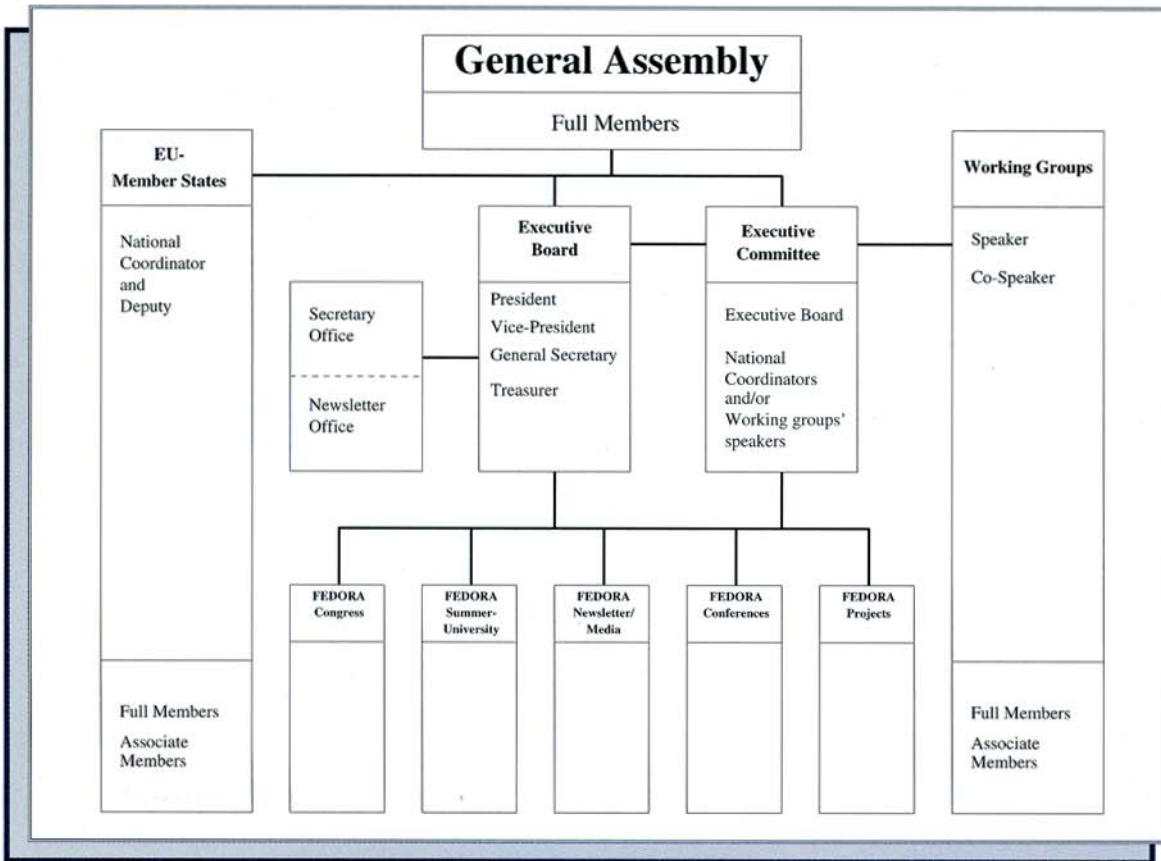 General Assembly
Full Members
EU-
Member States
National
Coordinator
and
Deputy
Full Members
Associate
Members
Secretary
Office
Newsletter
Office
Executive
Board
President
Vice-President
General Secretary
Treasurer
Executive
Committee
Executive Board
National
Coordinators
and/or
Working groups'
speakers
Working Groups
Speaker
Co-Speaker
Full Members
Associate
Members
FEDORA
Congress
FEDORA
Summer-
University
FEDORA
Newsletter/
Media
FEDORA
Conferences
FEDORA
Projects